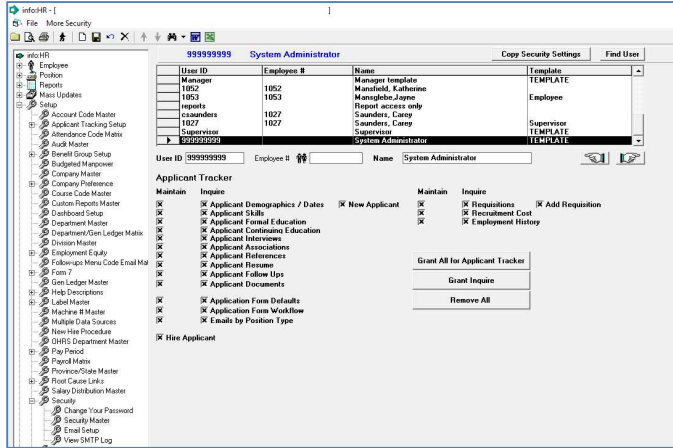 info:HR - [ ]
File More Security
info:HR
Employee
Position
Reports
Mass Updates
Setup
Account Code Master
Applicant Tracking Setup
Attendance Code Matrix
Audit Master
Benefit Group Setup
Budgeted Manpower
Company Master
Company Preference
Course Code Master
Custom Reports Master
Dashboard Setup
Department Master
Department/Gen Ledger Matrix
Division Master
Employment Equity
Follow-ups Menu Code Email Mat
Form 7
Gen Ledger Master
Help Descriptions
Label Master
Machine # Master
Multiple Data Sources
New Hire Procedure
OHRS Department Master
Pay Period
Payroll Matrix
Province/State Master
Root Cause Links
Salary Distribution Master
Security
Change Your Password
Security Master
Email Setup
View SMTP Log
999999999 System Administrator Copy Security Settings Find User
User ID Employee # Name Template
Manager Manager template TEMPLATE
1052 1052 Mansfield, Katherine
1053 1053 Mansglebe,Jayne Employee
reports Report access only
csaunders 1027 Saunders, Carey
1027 1027 Saunders, Carey Supervisor
Supervisor Supervisor TEMPLATE
999999999 System Administrator TEMPLATE
User ID 999999999 Employee # Name System Administrator
Applicant Tracker
Maintain Inquire Maintain Inquire
Applicant Demographics / Dates New Applicant Requisitions Add Requisition
Applicant Skills Recruitment Cost
Applicant Formal Education Employment History
Applicant Continuing Education
Applicant Interviews
Applicant Associations
Applicant References
Applicant Resume Grant All for Applicant Tracker
Applicant Follow Ups
Applicant Documents Grant Inquire
Application Form Defaults Remove All
Application Form Workflow
Emails by Position Type
Hire Applicant